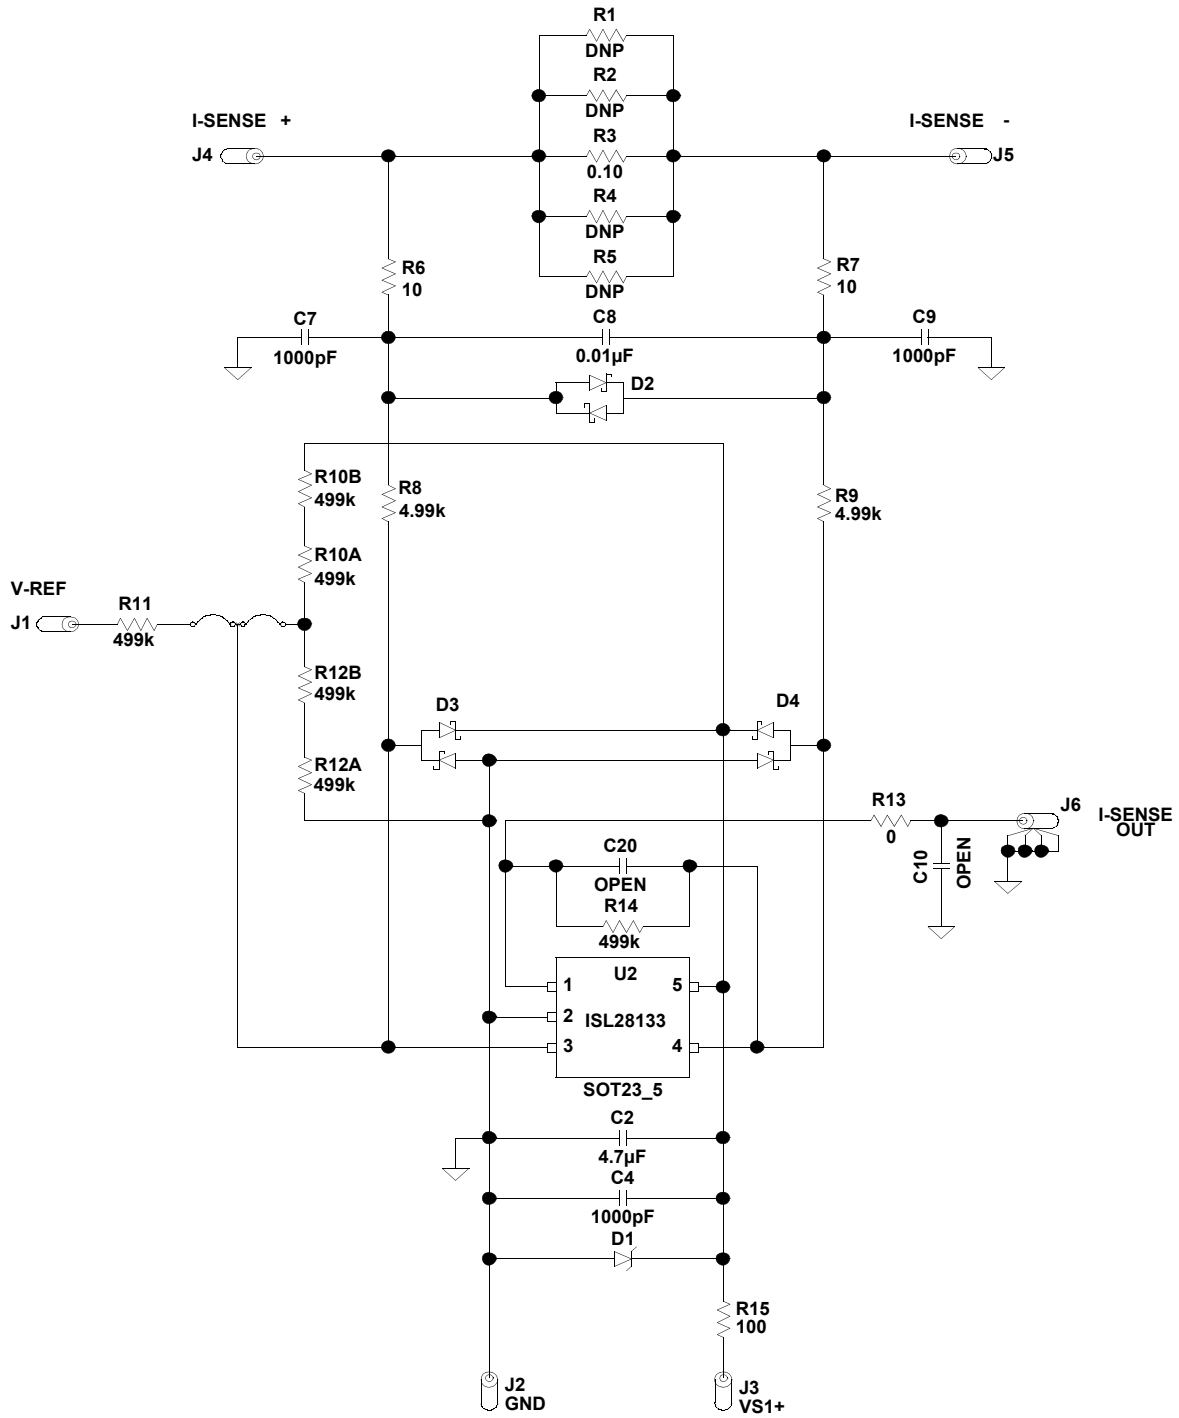 R1
DNP
R2
DNP
I-SENSE +
J4
R3
0.10
I-SENSE -
J5
R4
DNP
R5
DNP
R6
10
R7
10
C7
1000pF
C8
0.01µF
C9
1000pF
D2
R10B
499k
R8
4.99k
R9
4.99k
R10A
499k
V-REF
J1
R11
499k
R12B
499k
D3
D4
R12A
499k
R13
0
J6
I-SENSE
OUT
C10
OPEN
C20
OPEN
R14
499k
U2
1
5
2
ISL28133
3
4
SOT23_5
C2
4.7µF
C4
1000pF
D1
R15
100
J2
GND
J3
VS1+